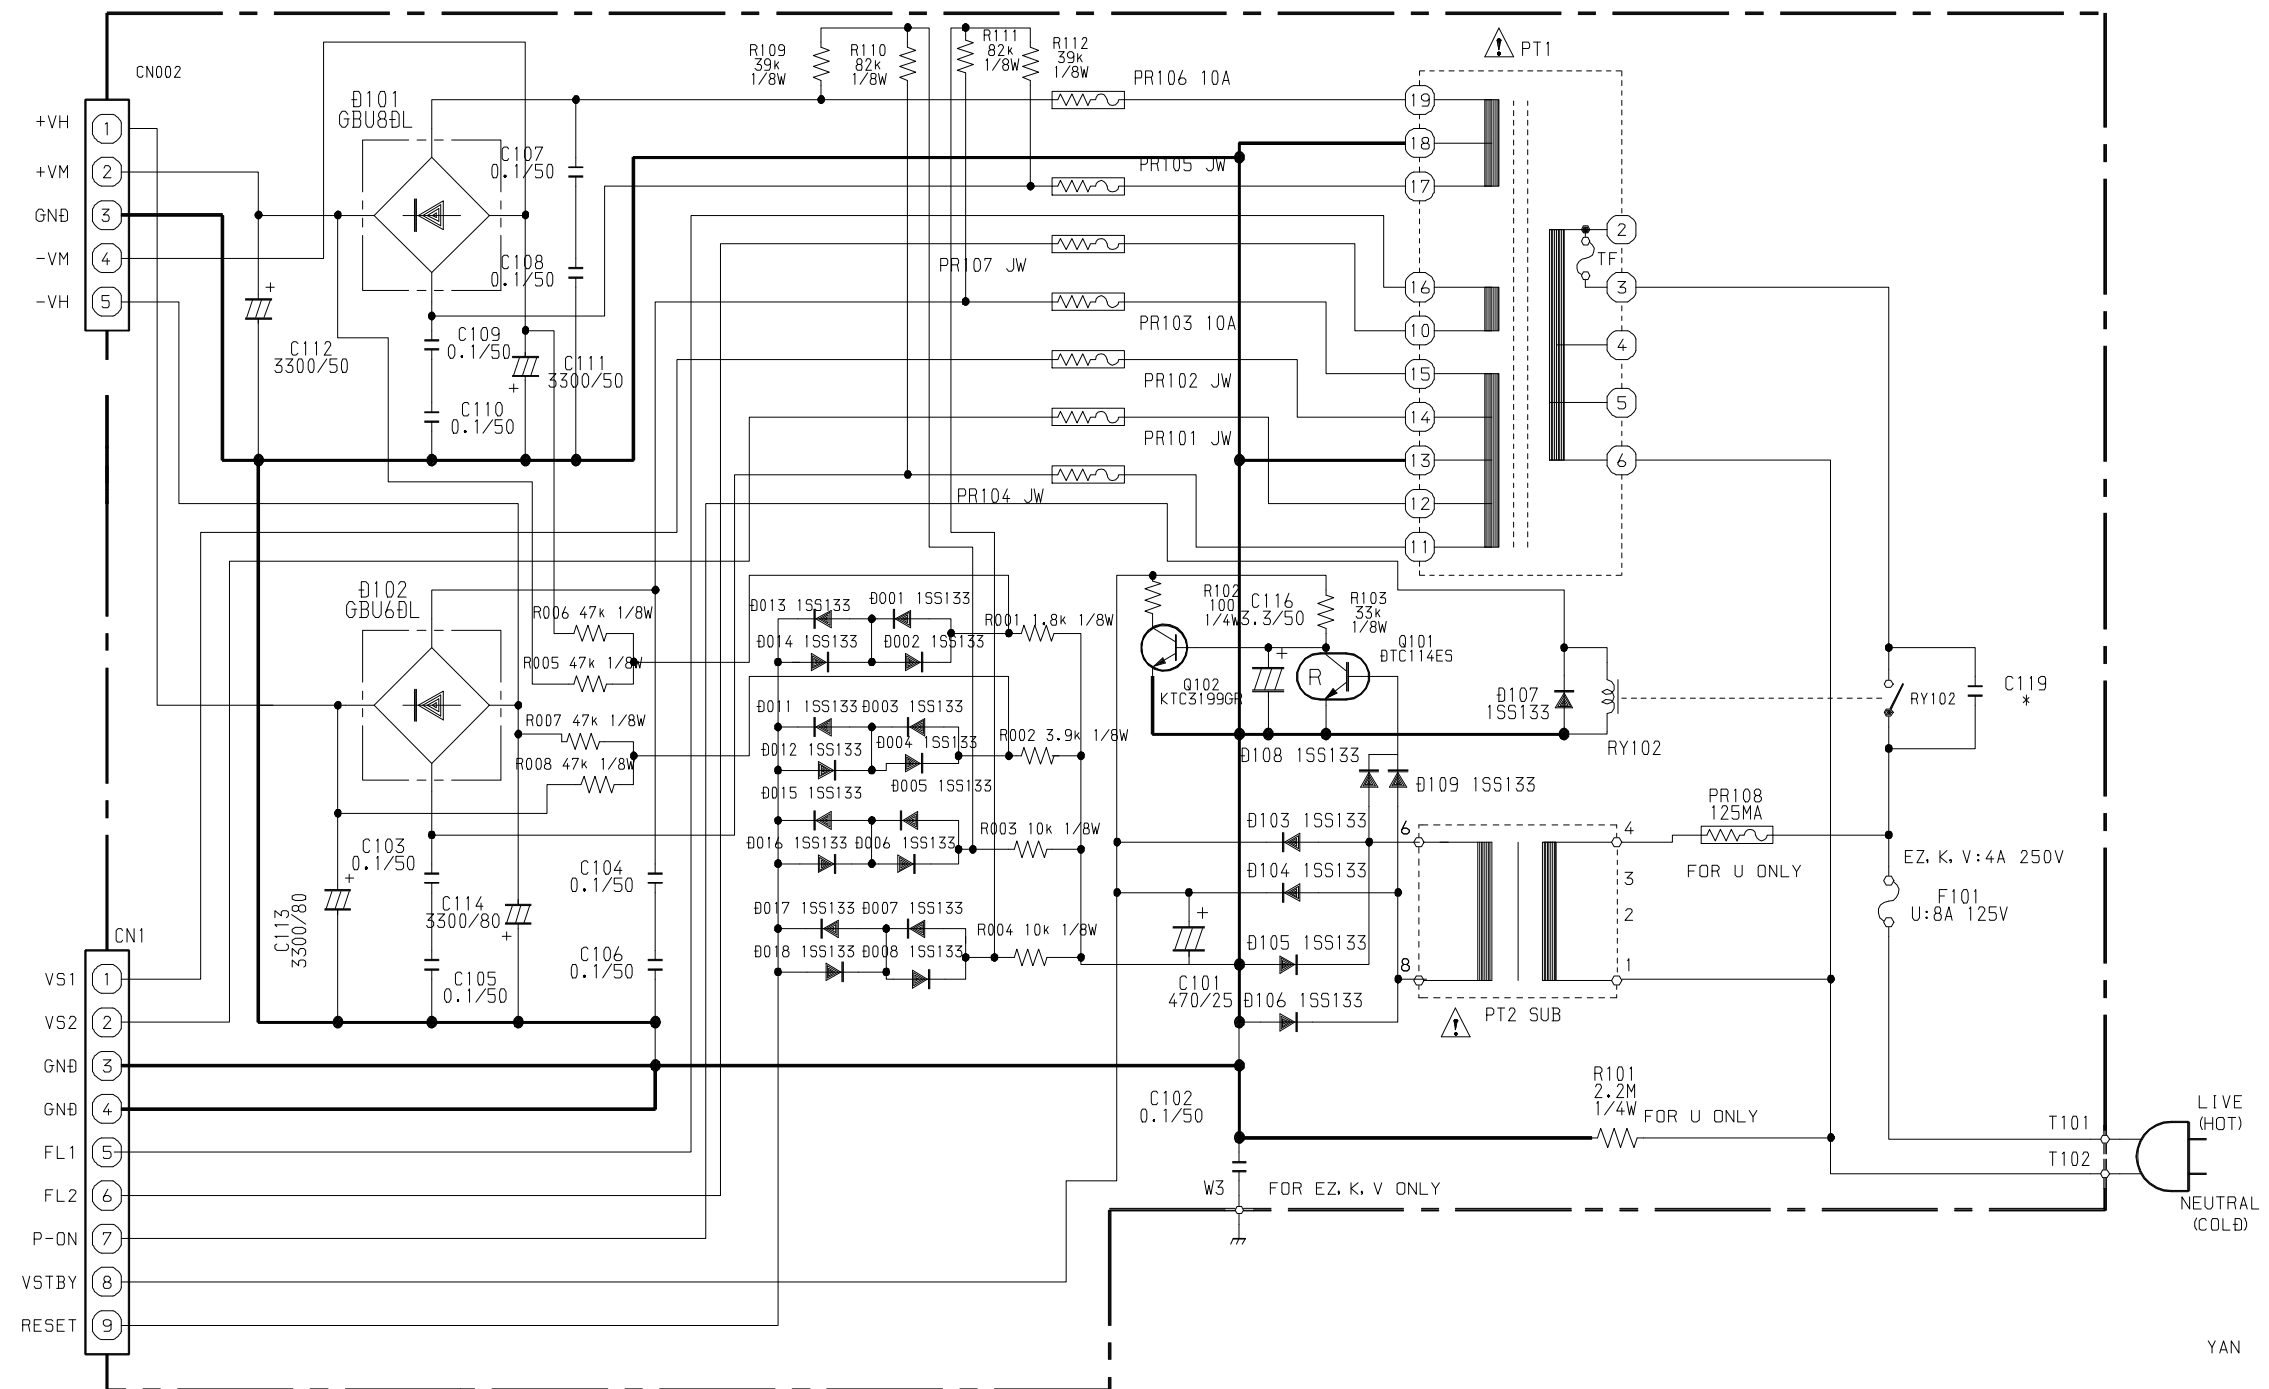 CN002
+VH
1
+VM
2
GND
3
-VM
4
-VH
5
D101
GBU8DL
C107
0.1/50
C108
0.1/50
C109
0.1/50
C110
0.1/50
C111
3300/50
C112
3300/50
R109
39k
1/8W
R110
82k
1/8W
R111
82k
1/8W
R112
39k
1/8W
PR106 10A
PR105 JW
PR107 JW
PR103 10A
PR102 JW
PR101 JW
PR104 JW
PT1
19
18
17
16
10
15
14
13
12
11
2
TF
3
4
5
6
D102
GBU6DL
R006 47k 1/8W
R005 47k 1/8W
R007 47k 1/8W
R008 47k 1/8W
C103
0.1/50
C113
3300/80
C114
3300/80
C105
0.1/50
C104
0.1/50
C106
0.1/50
D013 1SS133
D001 1SS133
D014 1SS133
D002 1SS133
R001 1.8k 1/8W
D011 1SS133
D003 1SS133
D012 1SS133
D004 1SS133
R002 3.9k 1/8W
D015 1SS133
D005 1SS133
D016 1SS133
D006 1SS133
R003 10k 1/8W
D017 1SS133
D007 1SS133
D018 1SS133
D008 1SS133
R004 10k 1/8W
R102
100
1/4W
C116
3.3/50
R103
33k
1/8W
Q101
DTC114ES
R
Q102
KTC3199GR
D107
1SS133
RY102
RY102
C119
*
D108 1SS133
D109 1SS133
D103 1SS133
D104 1SS133
D105 1SS133
D106 1SS133
C101
470/25
6
8
4
3
2
1
PT2 SUB
PR108
125MA
FOR U ONLY
EZ, K, V:4A 250V
F101
U:8A 125V
R101
2.2M
1/4W
FOR U ONLY
C102
0.1/50
W3
FOR EZ, K, V ONLY
T101
T102
LIVE
(HOT)
NEUTRAL
(COLD)
CN1
VS1
1
VS2
2
GND
3
GND
4
FL1
5
FL2
6
P-ON
7
VSTBY
8
RESET
9
YAN